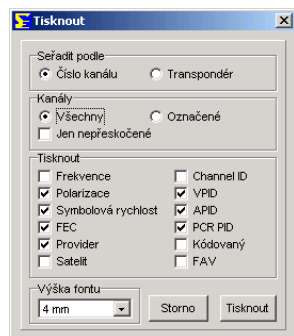 Tisknout
Seřadit podle
Číslo kanálu Transpondér
Kanály
Všechny Označené
Jen nepřeskočené
Tisknout
Frekvence Channel ID
Polarizace VPID
Symbolová rychlost APID
FEC PCR PID
Provider Kódovaný
Satelit FAV
Výška fontu
4 mm Storno Tisknout